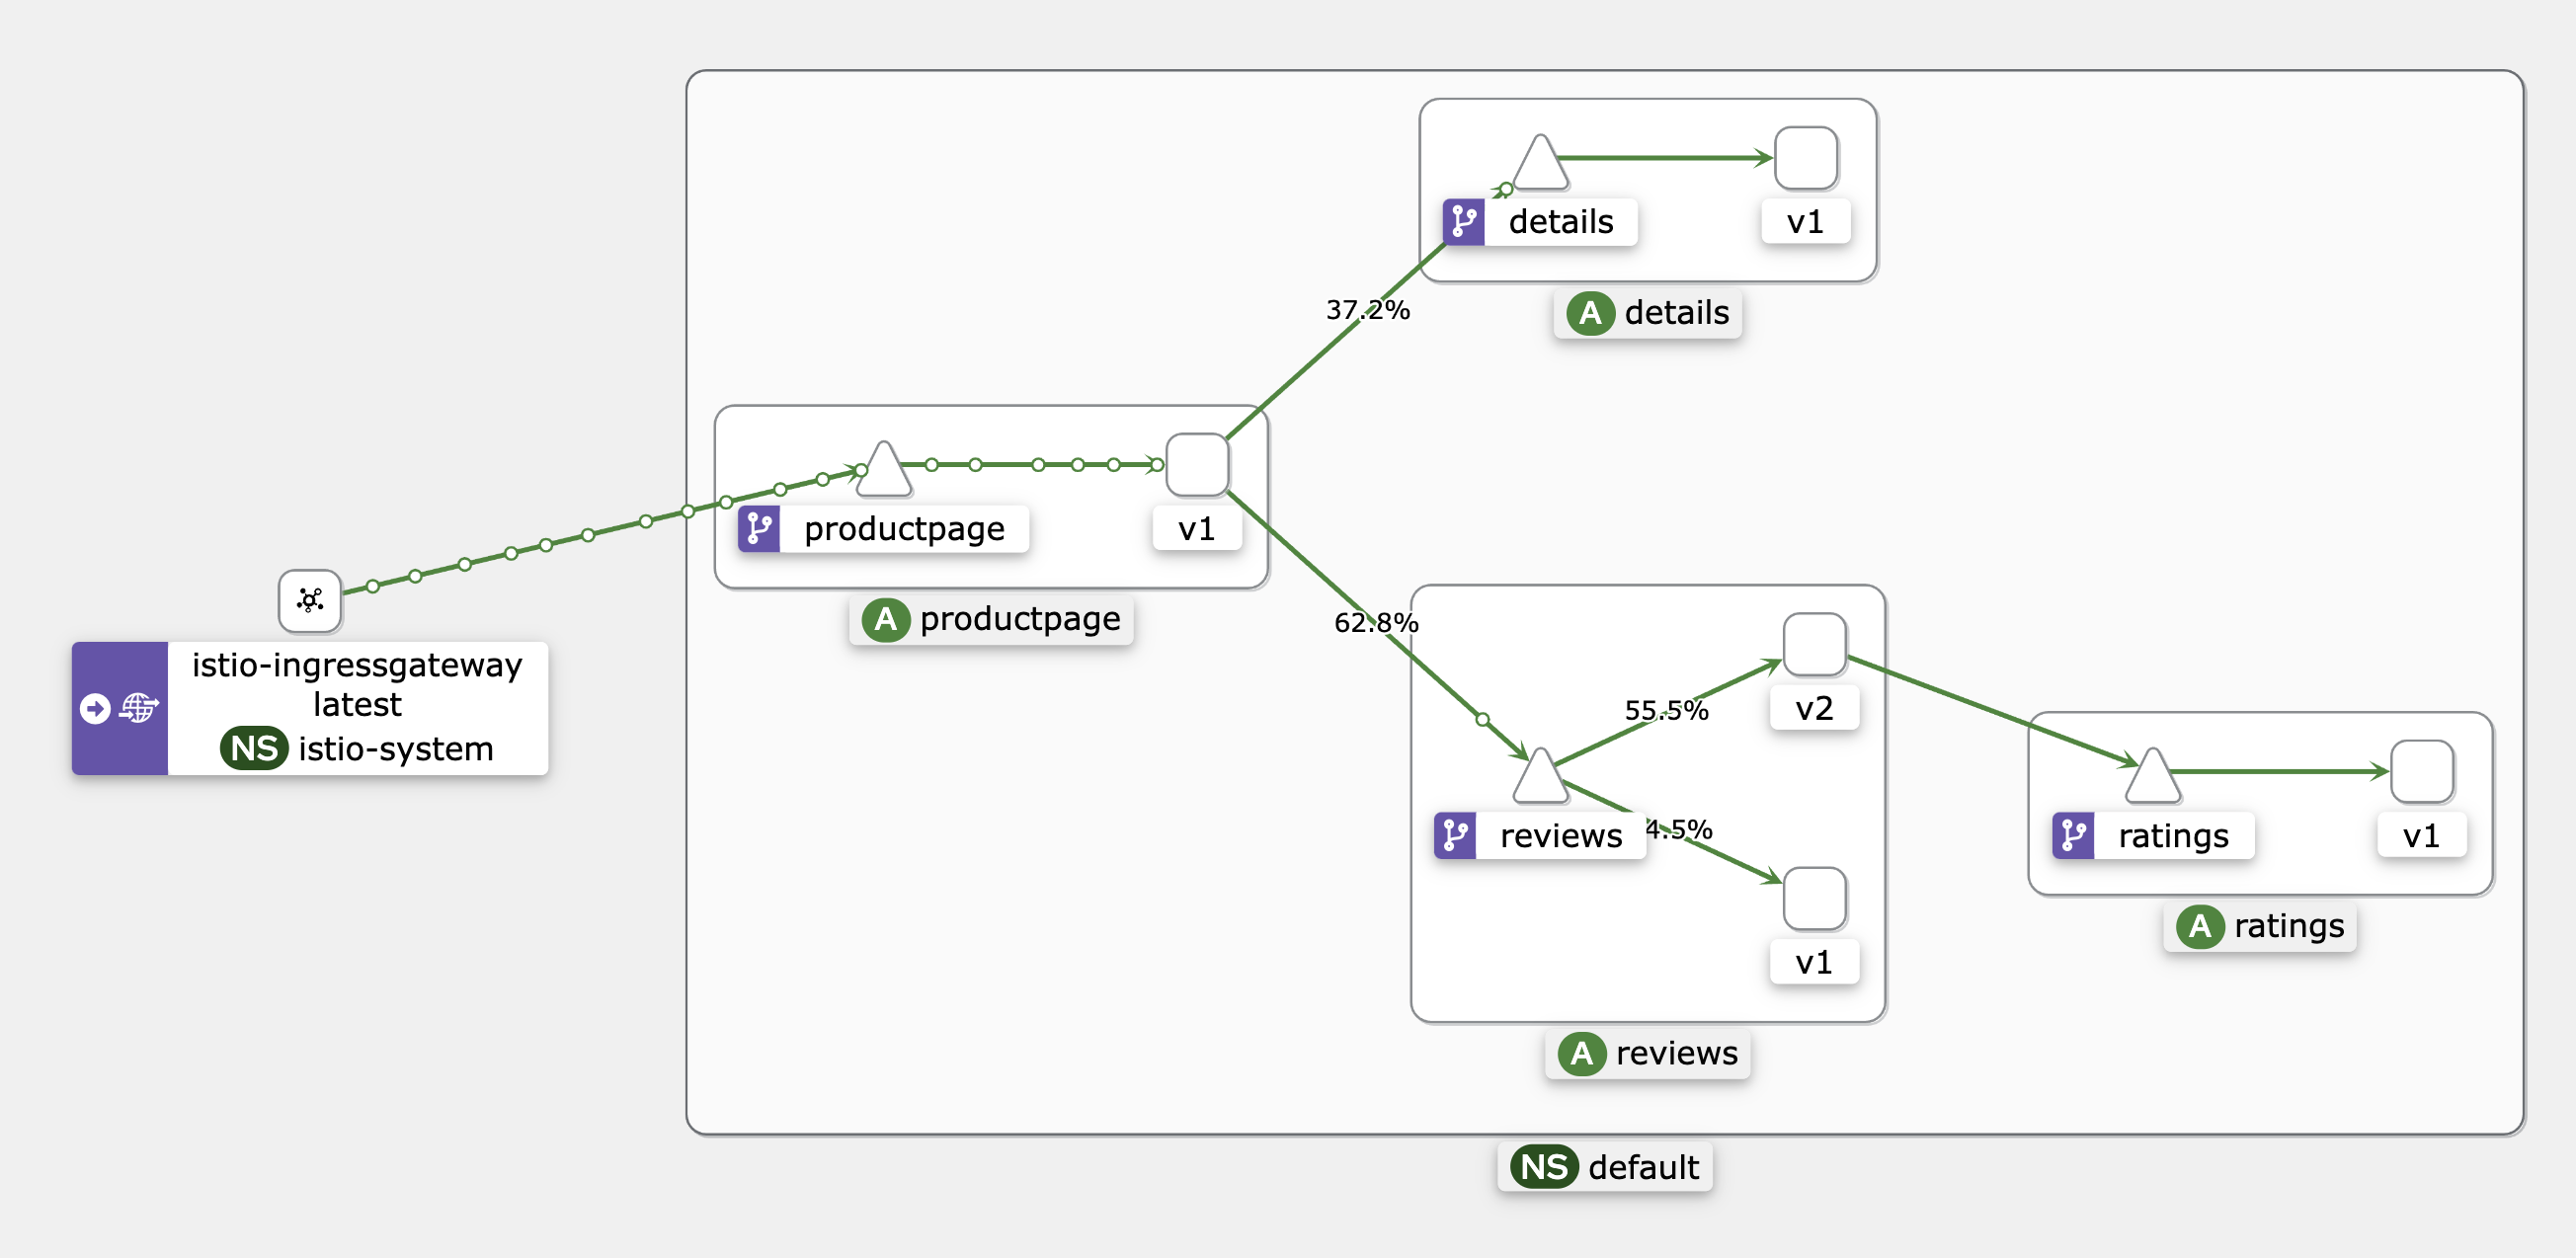 details
v1
A details
37.2%
productpage
v1
A productpage
62.8%
istio-ingressgateway
latest
NS istio-system
55.5%
v2
reviews
4.5%
v1
A reviews
ratings
v1
A ratings
NS default